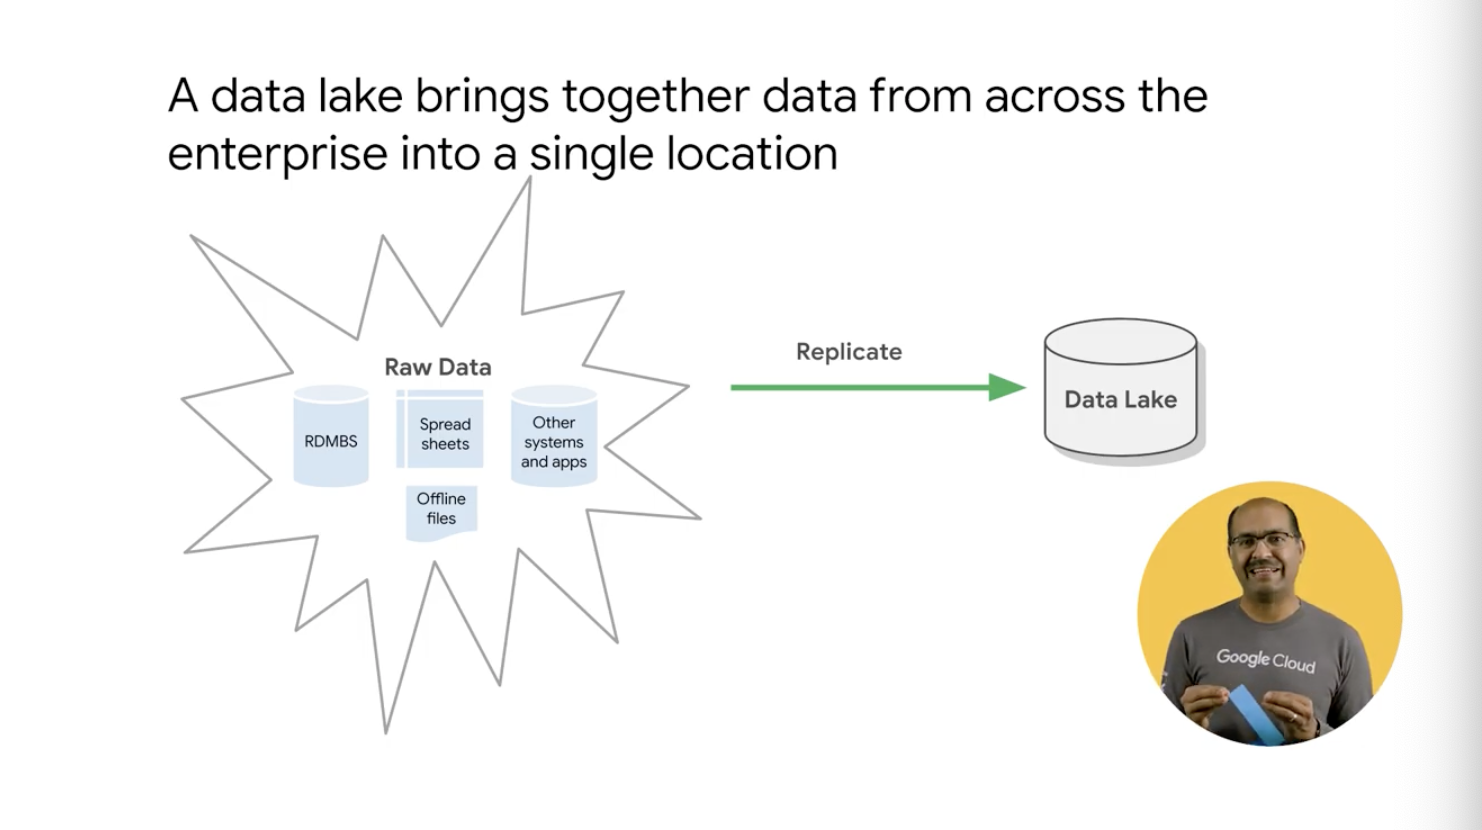 A data lake brings together data from across the
enterprise into a single location
Raw Data
RDMBS
Spread
sheets
Other
systems
and apps
Offline
files
Replicate
Data Lake
Google Cloud